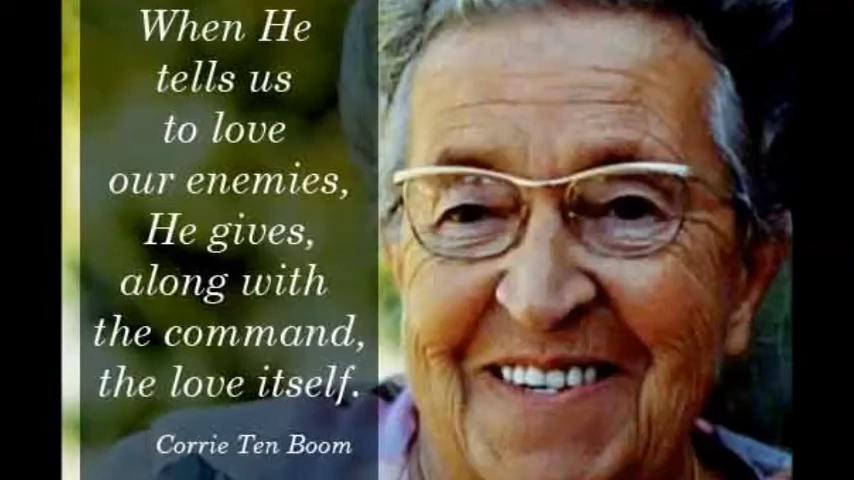 When He
tells us
to love
our enemies,
He gives,
along with
the command,
the love itself.
Corrie Ten Boom